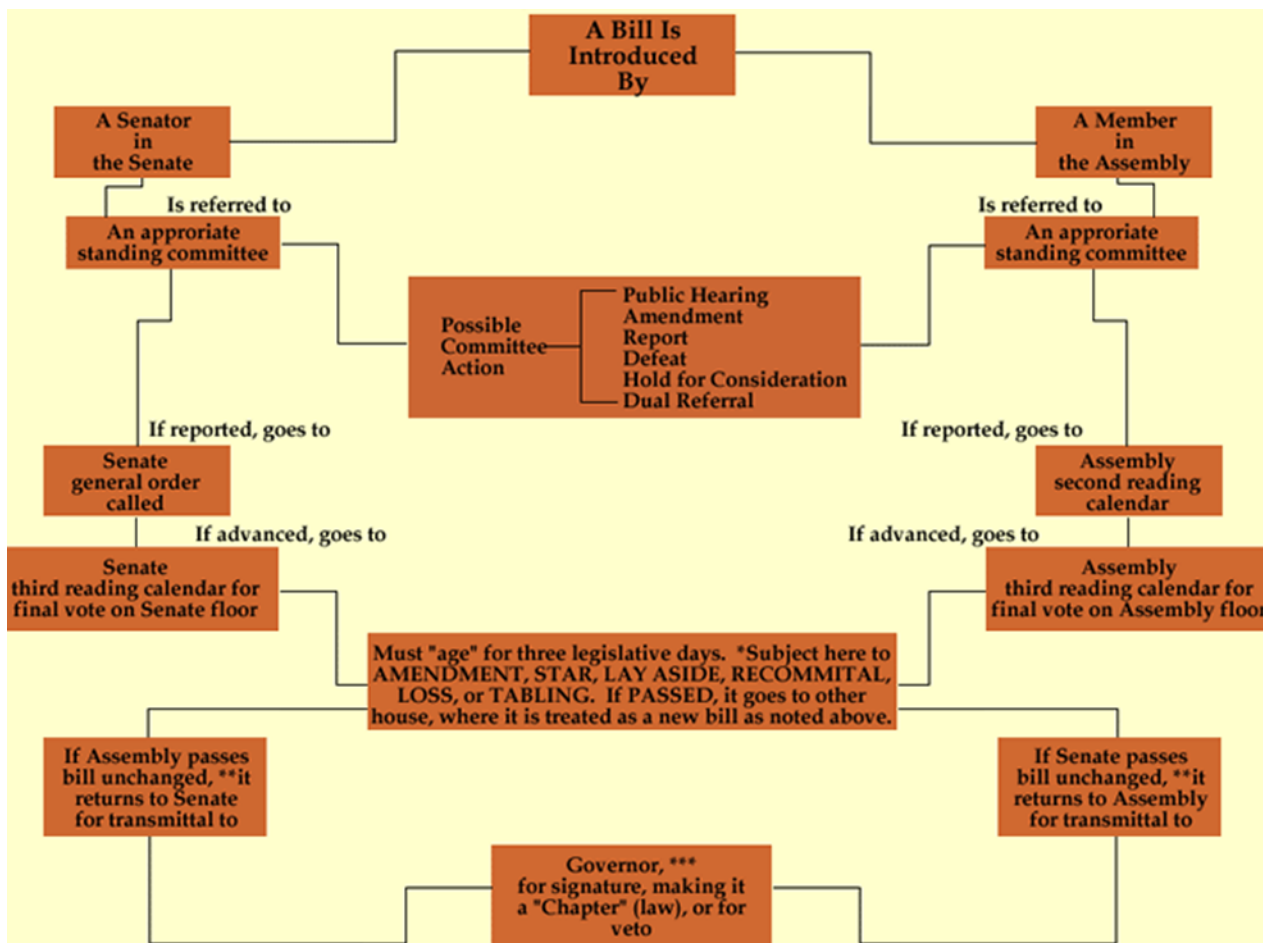 A Bill Is
Introduced
By
A Senator
in
the Senate
A Member
in
the Assembly
Is referred to
Is referred to
An approriate
standing committee
An approriate
standing committee
Possible
Committee
Action
Public Hearing
Amendment
Report
Defeat
Hold for Consideration
Dual Referral
If reported, goes to
If reported, goes to
Senate
general order
called
Assembly
second reading
calendar
If advanced, goes to
If advanced, goes to
Senate
third reading calendar for
final vote on Senate floor
Assembly
third reading calendar for
final vote on Assembly floor
Must "age" for three legislative days. *Subject here to
AMENDMENT, STAR, LAY ASIDE, RECOMMITAL,
LOSS, or TABLING. If PASSED, it goes to other
house, where it is treated as a new bill as noted above.
If Assembly passes
bill unchanged, **it
returns to Senate
for transmittal to
If Senate passes
bill unchanged, **it
returns to Assembly
for transmittal to
Governor, ***
for signature, making it
a "Chapter" (law), or for
veto